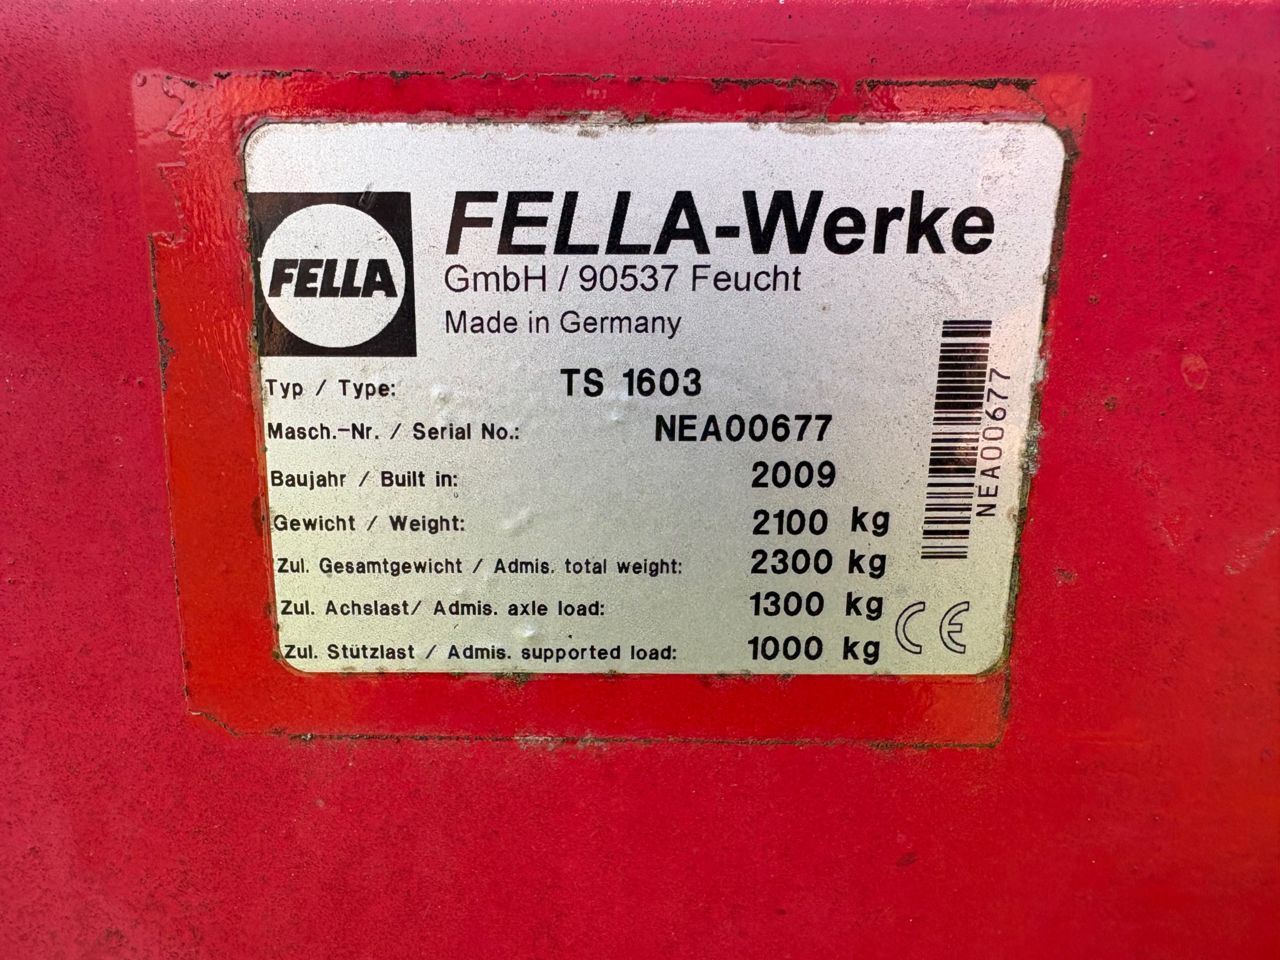 FELLA
FELLA-Werke
GmbH / 90537 Feucht
Made in Germany
Typ / Type: TS 1603
Masch.-Nr. / Serial No.: NEA00677
Baujahr / Built in: 2009
Gewicht / Weight: 2100 kg
Zul. Gesamtgewicht / Admis. total weight: 2300 kg
Zul. Achslast/ Admis. axle load: 1300 kg
Zul. Stützlast / Admis. supported load: 1000 kg
NEA00677
CE